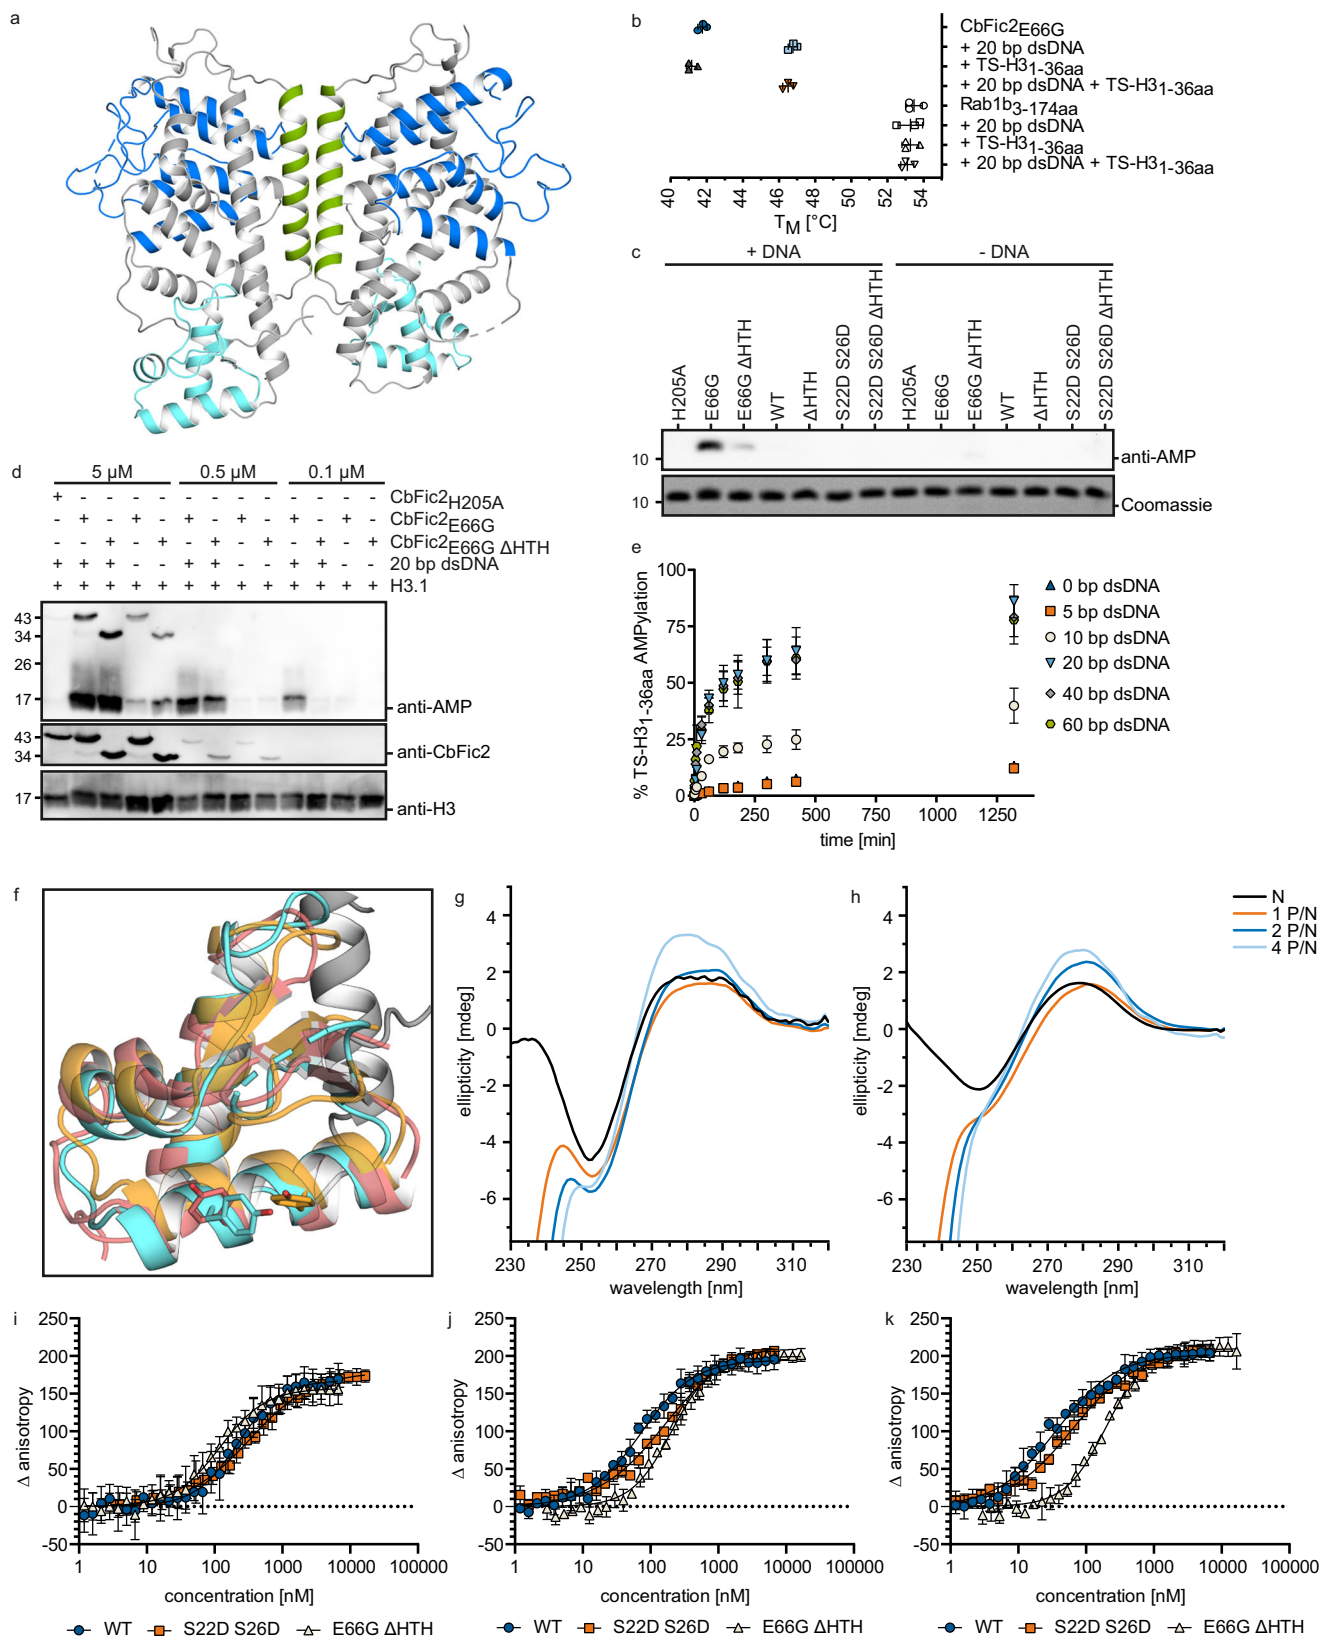 a
b
CbFic2E66G
+ 20 bp dsDNA
+ TS-H31-36aa
+ 20 bp dsDNA + TS-H31-36aa
Rab1b3-174aa
+ 20 bp dsDNA
+ TS-H31-36aa
+ 20 bp dsDNA + TS-H31-36aa
40 42 44 46 48 50 52 54
TM [°C]
c
+ DNA - DNA
H205A E66G E66G ΔHTH WT ΔHTH S22D S26D S22D S26D ΔHTH H205A E66G E66G ΔHTH WT ΔHTH S22D S26D S22D S26D ΔHTH
10 anti-AMP
10 Coomassie
d
5 µM 0.5 µM 0.1 µM
+ - - - - - - - - - - - - CbFic2H205A
- + - + - + - + - + - + - CbFic2E66G
- - + - + - + - + - + - + CbFic2E66G ΔHTH
+ + + - - + + - - + + - - 20 bp dsDNA
+ + + + + + + + + + + + + H3.1
43
34
26
17
anti-AMP
43
34
anti-CbFic2
17
anti-H3
e
100
75
50
25
0
% TS-H31-36aa AMPylation
0 250 500 750 1000 1250
time [min]
0 bp dsDNA
5 bp dsDNA
10 bp dsDNA
20 bp dsDNA
40 bp dsDNA
60 bp dsDNA
f
g
4
2
0
-2
-4
-6
ellipticity [mdeg]
230 250 270 290 310
wavelength [nm]
h
4
2
0
-2
-4
-6
ellipticity [mdeg]
230 250 270 290 310
wavelength [nm]
N
1 P/N
2 P/N
4 P/N
i
250
200
150
100
50
0
-50
Δ anisotropy
1 10 100 1000 10000 100000
concentration [nM]
WT S22D S26D E66G ΔHTH
j
250
200
150
100
50
0
-50
Δ anisotropy
1 10 100 1000 10000 100000
concentration [nM]
WT S22D S26D E66G ΔHTH
k
250
200
150
100
50
0
-50
Δ anisotropy
1 10 100 1000 10000 100000
concentration [nM]
WT S22D S26D E66G ΔHTH